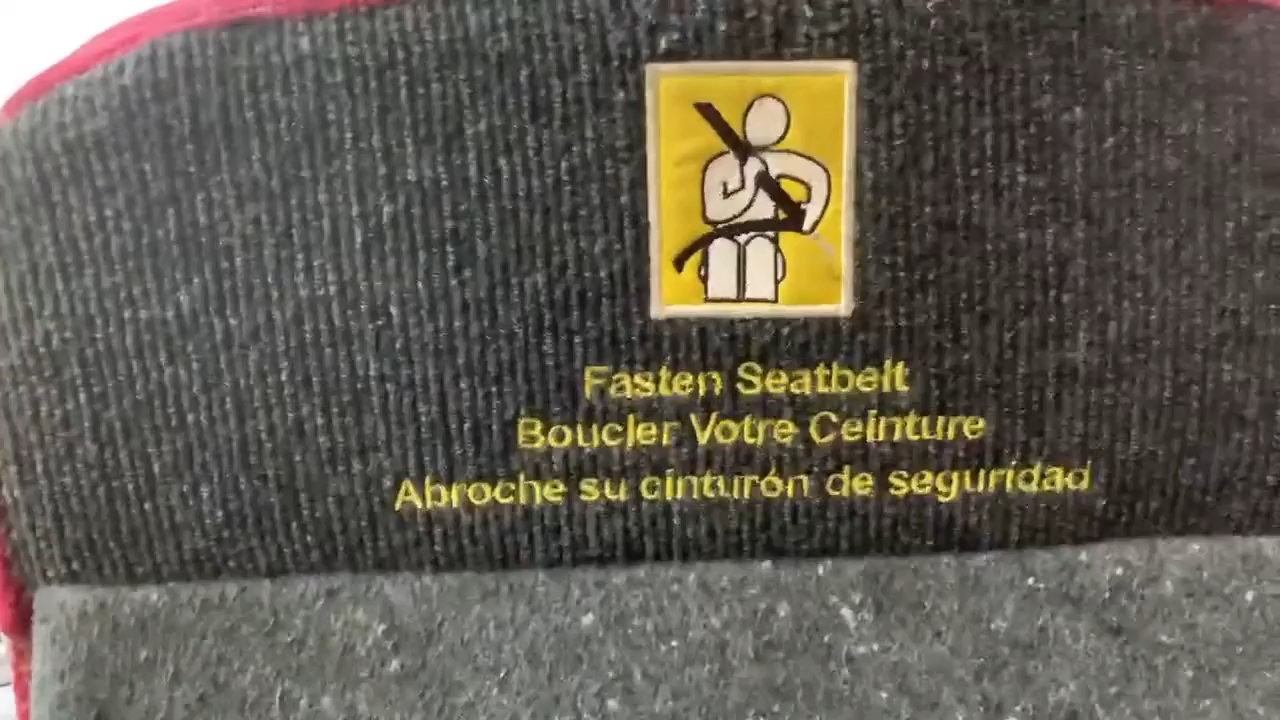 Fasten Seatbelt
Boucler Votre Ceinture
Abroche su cinturón de seguridad